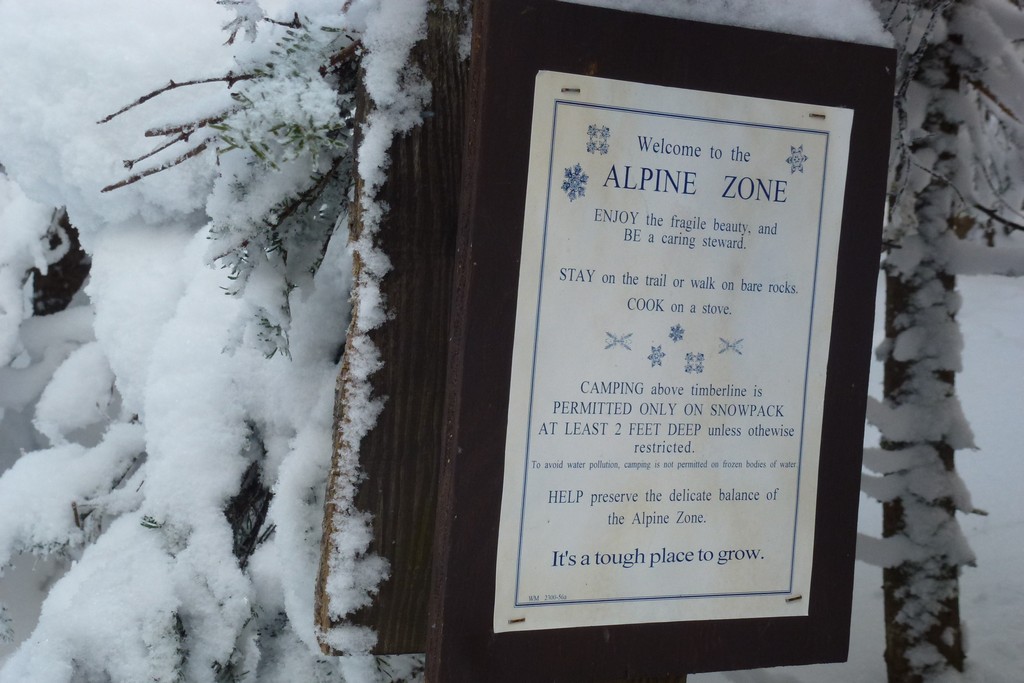 Welcome to the
ALPINE ZONE
ENJOY the fragile beauty, and
BE a caring steward.
STAY on the trail or walk on bare rocks.
COOK on a stove.
CAMPING above timberline is
PERMITTED ONLY ON SNOWPACK
AT LEAST 2 FEET DEEP unless othewise
restricted.
To avoid water pollution, camping is not permitted on frozen bodies of water
HELP preserve the delicate balance of
the Alpine Zone.
It's a tough place to grow.